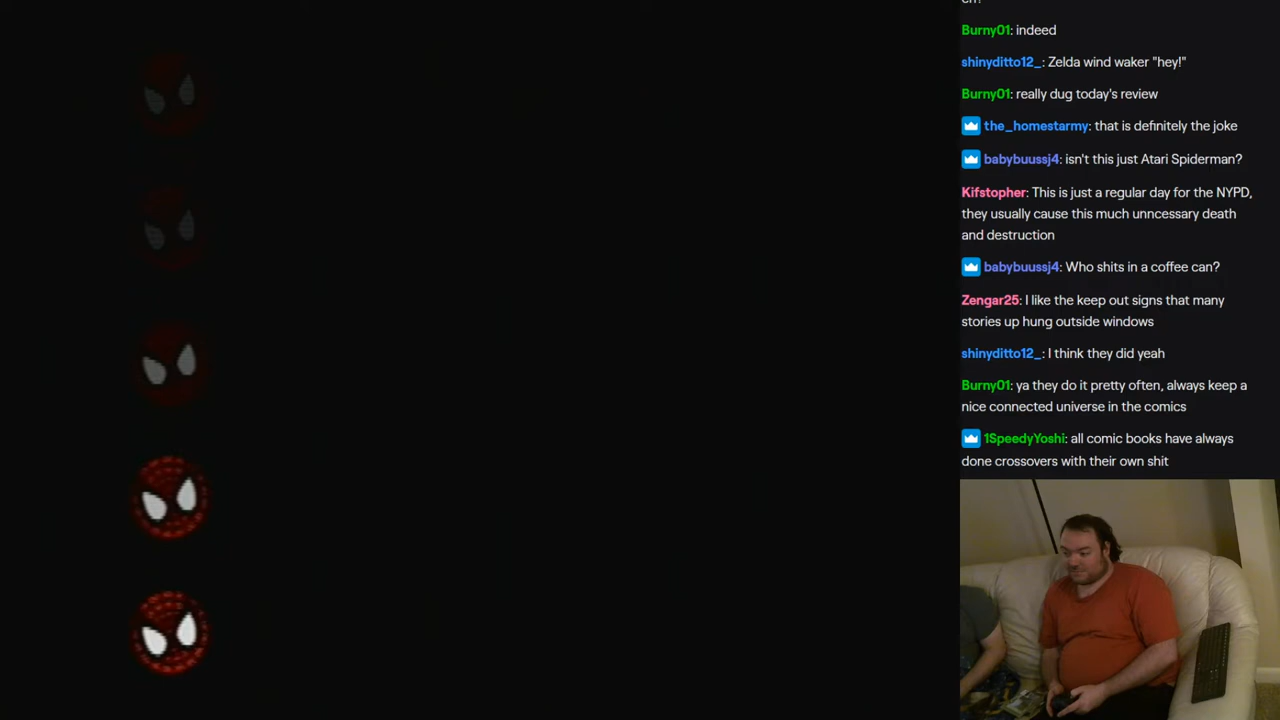 Burny01: indeed
shinyditto12_: Zelda wind waker "hey!"
Burny01: really dug today's review
the_homestarmy: that is definitely the joke
babybuussj4: isn't this just Atari Spiderman?
Kifstopher: This is just a regular day for the NYPD,
they usually cause this much unncessary death
and destruction
babybuussj4: Who shits in a coffee can?
Zengar25: I like the keep out signs that many
stories up hung outside windows
shinyditto12_: I think they did yeah
Burny01: ya they do it pretty often, always keep a
nice connected universe in the comics
1SpeedyYoshi: all comic books have always
done crossovers with their own shit